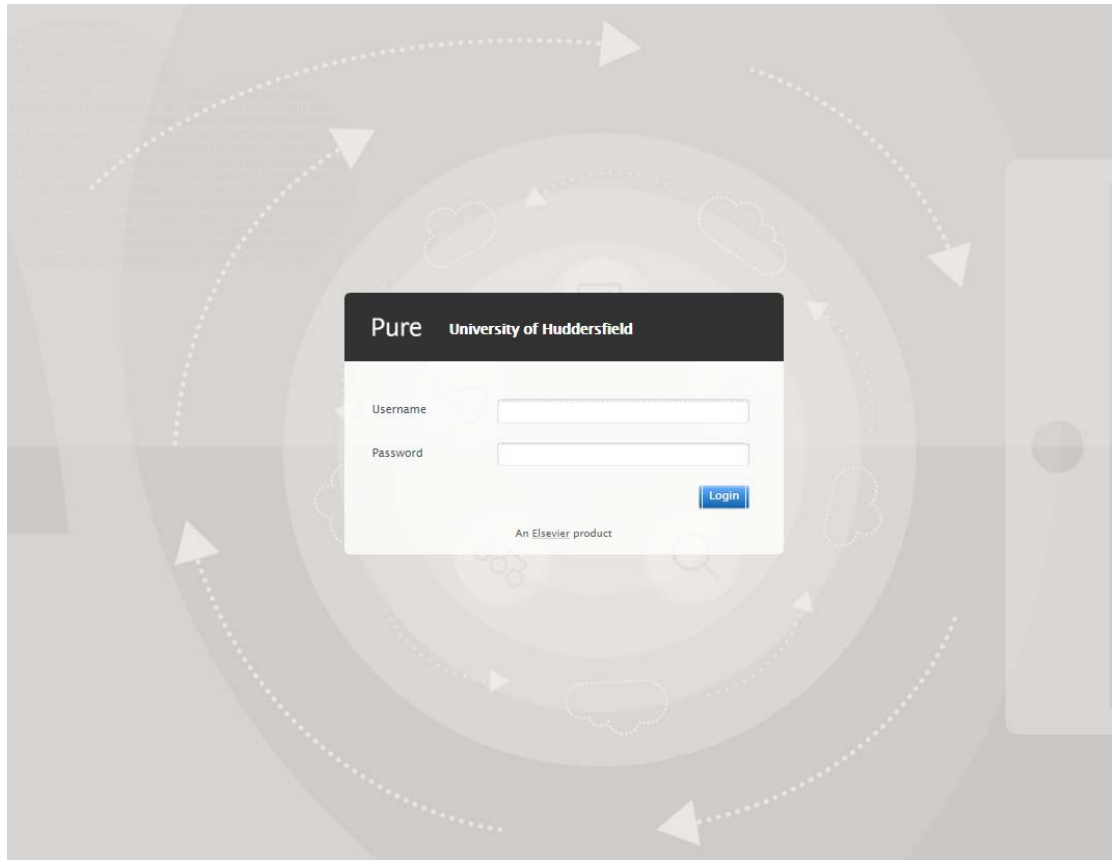 Pure University of Huddersfield
Username
Password
Login
An Elsevier product